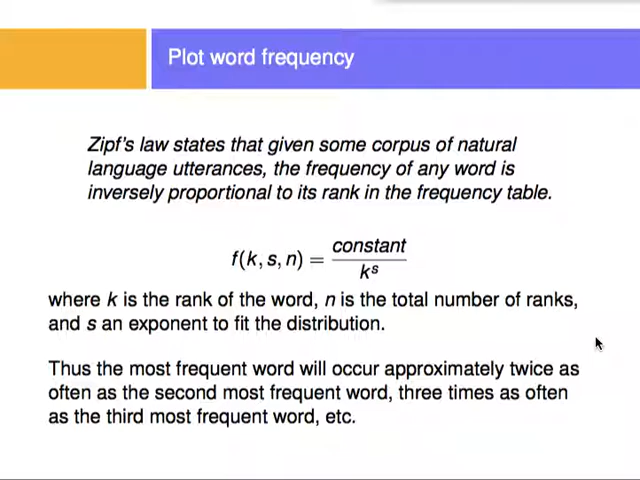 Plot word frequency
Zipf's law states that given some corpus of natural
language utterances, the frequency of any word is
inversely proportional to its rank in the frequency table.
f(k, s, n) = constant / k^s
where k is the rank of the word, n is the total number of ranks,
and s an exponent to fit the distribution.
Thus the most frequent word will occur approximately twice as
often as the second most frequent word, three times as often
as the third most frequent word, etc.